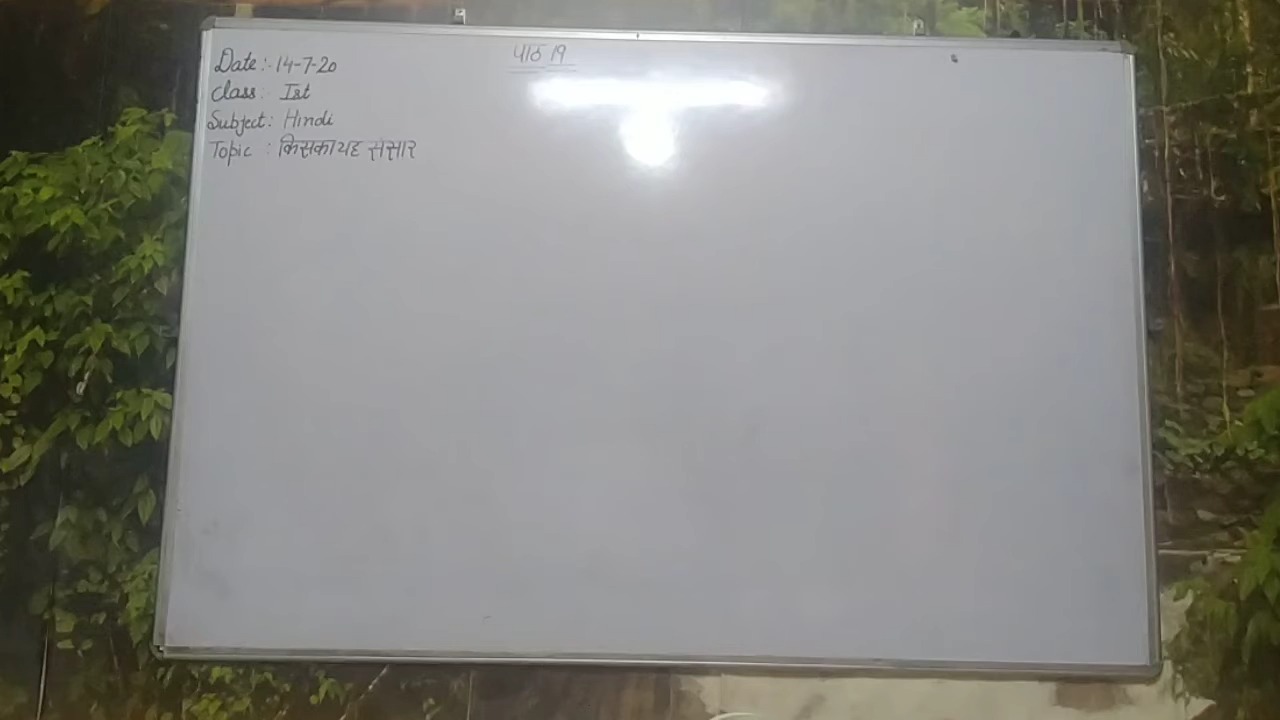 पाठ 19
Date :- 14-7-20
Class: Ist
Subject: Hindi
Topic : किसका यह संसार